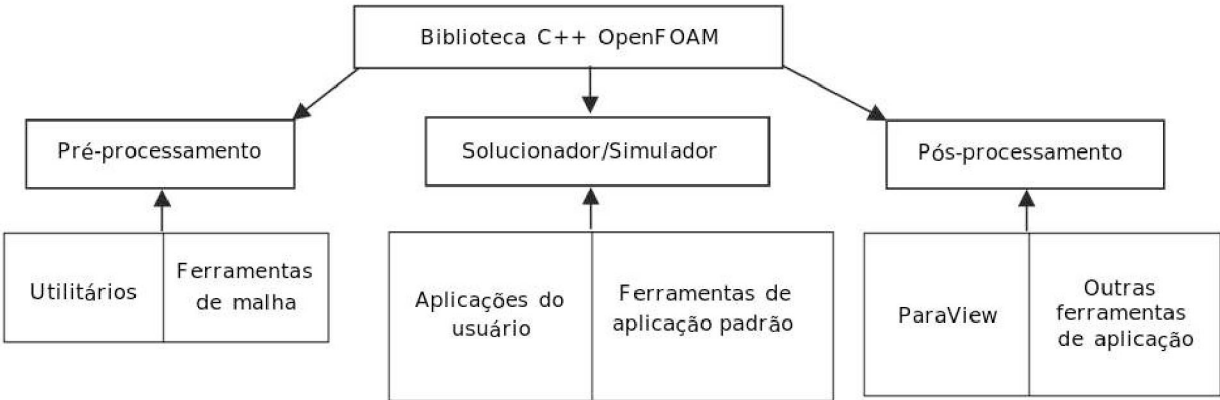 Biblioteca C++ OpenFOAM
Pré-processamento
Solucionador/Simulador
Pós-processamento
Utilitários
Ferramentas
de malha
Aplicações do
usuário
Ferramentas de
aplicação padrão
ParaView
Outras
ferramentas
de aplicação